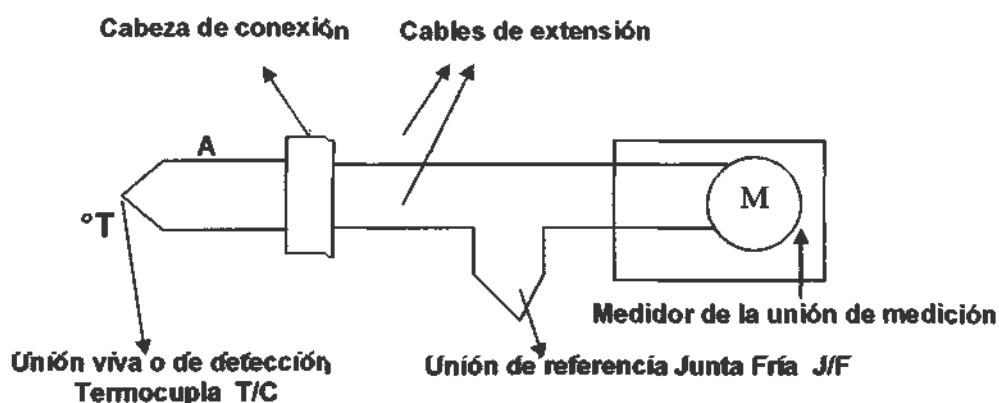 Cabeza de conexión
Cables de extensión
A
M
°T
Medidor de la unión de medición
Unión viva o de detección
Termocupla T/C
Unión de referencia Junta Fría J/F